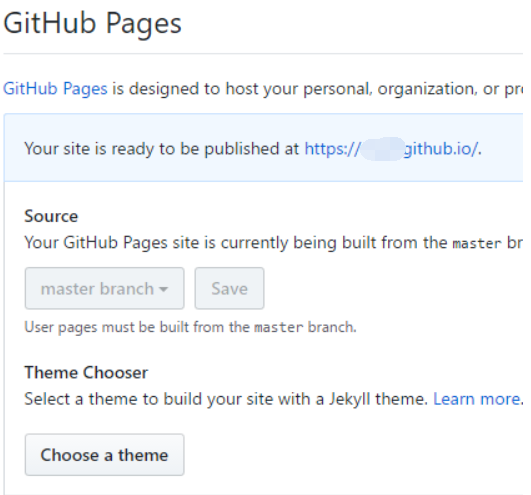 GitHub Pages
GitHub Pages is designed to host your personal, organization, or pr
Your site is ready to be published at https:// github.io/.
Source
Your GitHub Pages site is currently being built from the master br
master branch Save
User pages must be built from the master branch.
Theme Chooser
Select a theme to build your site with a Jekyll theme. Learn more.
Choose a theme